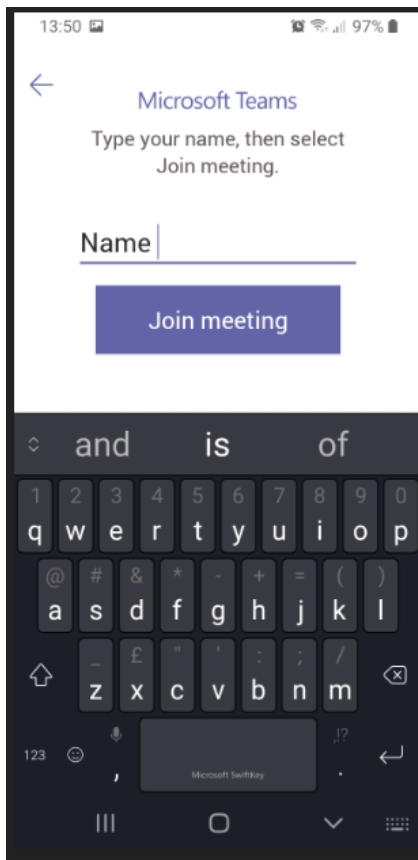 13:50 97%
Microsoft Teams
Type your name, then select
Join meeting.
Name
Join meeting
and is of
1 2 3 4 5 6 7 8 9 0
q w e r t y u i o p
@ # & * - + = ( )
a s d f g h j k l
_ £ " ' : ; /
z x c v b n m
,!?
123 , Microsoft SwiftKey .